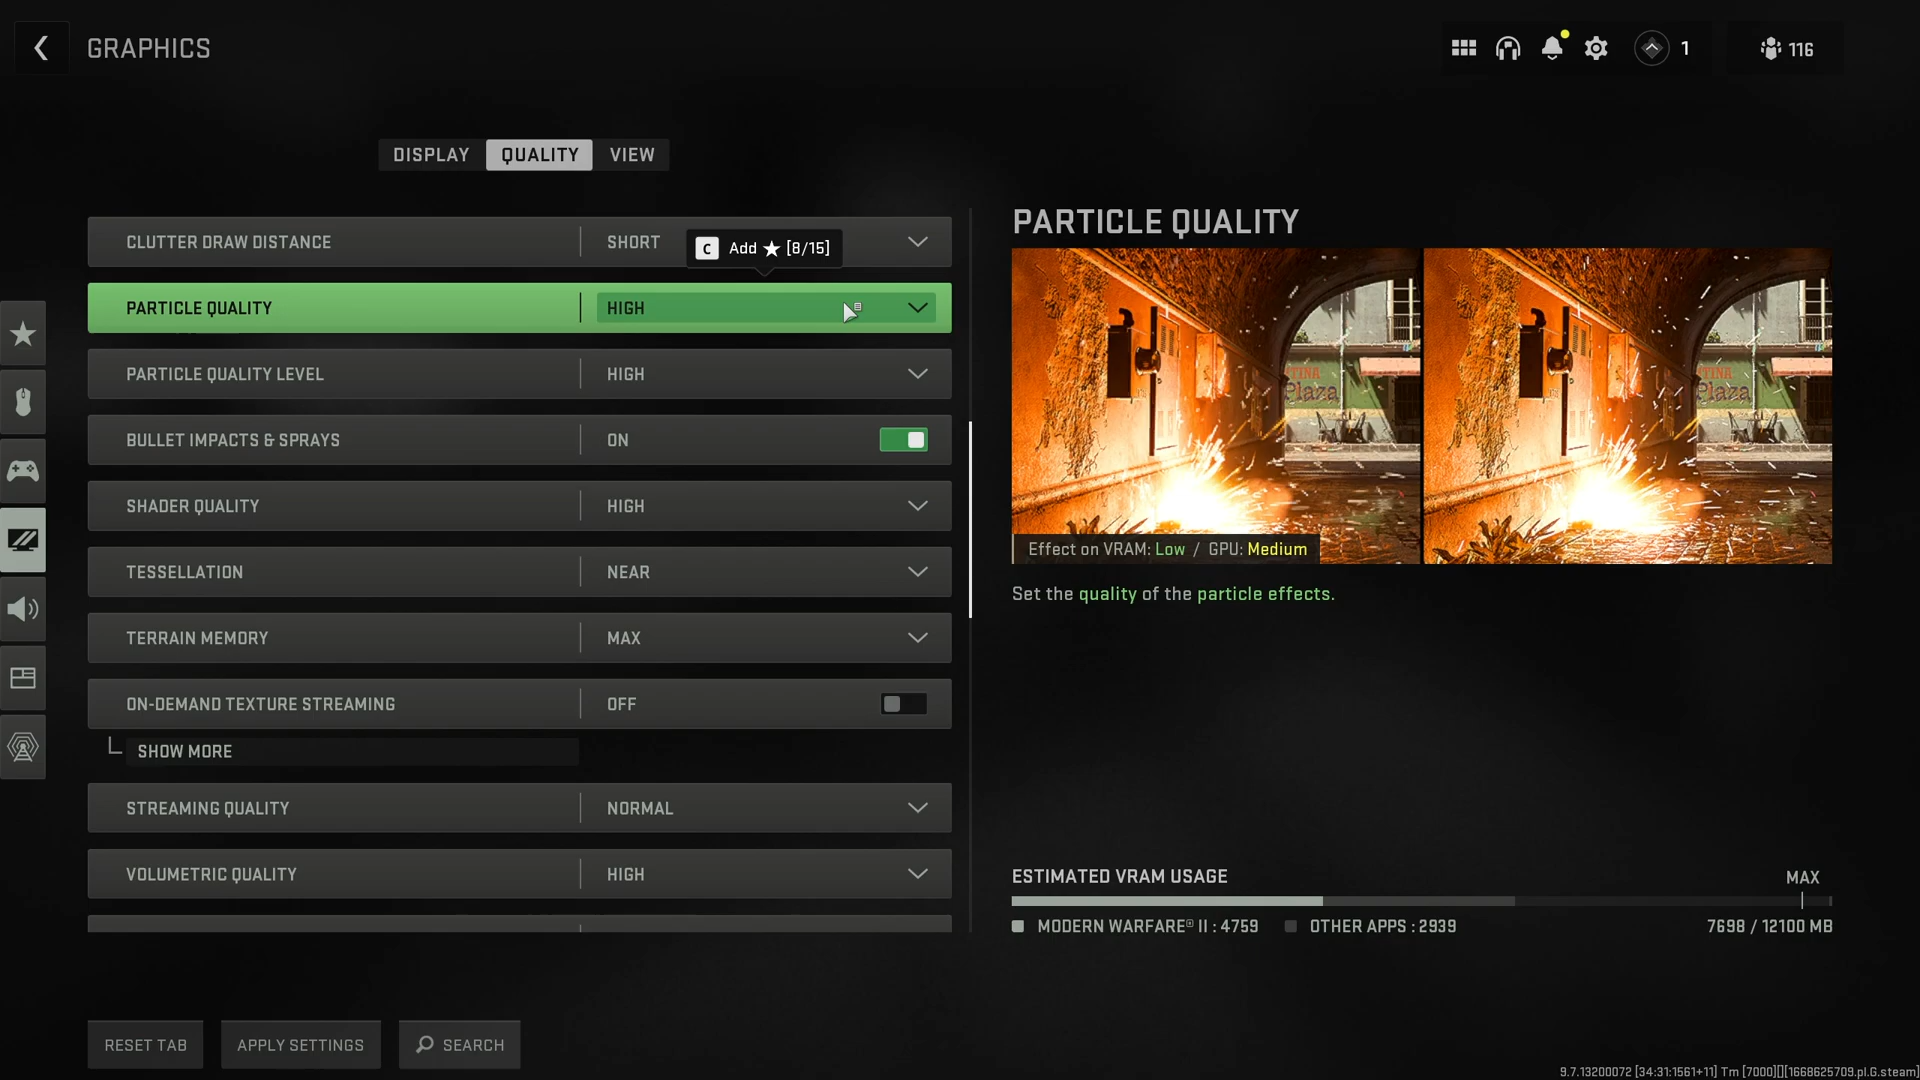 GRAPHICS
1
116
DISPLAY
QUALITY
VIEW
CLUTTER DRAW DISTANCE
SHORT
C Add ★ [8/15]
PARTICLE QUALITY
HIGH
PARTICLE QUALITY LEVEL
HIGH
BULLET IMPACTS & SPRAYS
ON
SHADER QUALITY
HIGH
TESSELLATION
NEAR
TERRAIN MEMORY
MAX
ON-DEMAND TEXTURE STREAMING
OFF
SHOW MORE
STREAMING QUALITY
NORMAL
VOLUMETRIC QUALITY
HIGH
PARTICLE QUALITY
TINA
Plaza
TINA
Plaza
Effect on VRAM: Low / GPU: Medium
Set the quality of the particle effects.
ESTIMATED VRAM USAGE
MAX
MODERN WARFARE® II : 4759
OTHER APPS : 2939
7698 / 12100 MB
RESET TAB
APPLY SETTINGS
SEARCH
9.7.13200072 [34:31:1561+11] Tm [7000][][1668625709.pl.G.steam]